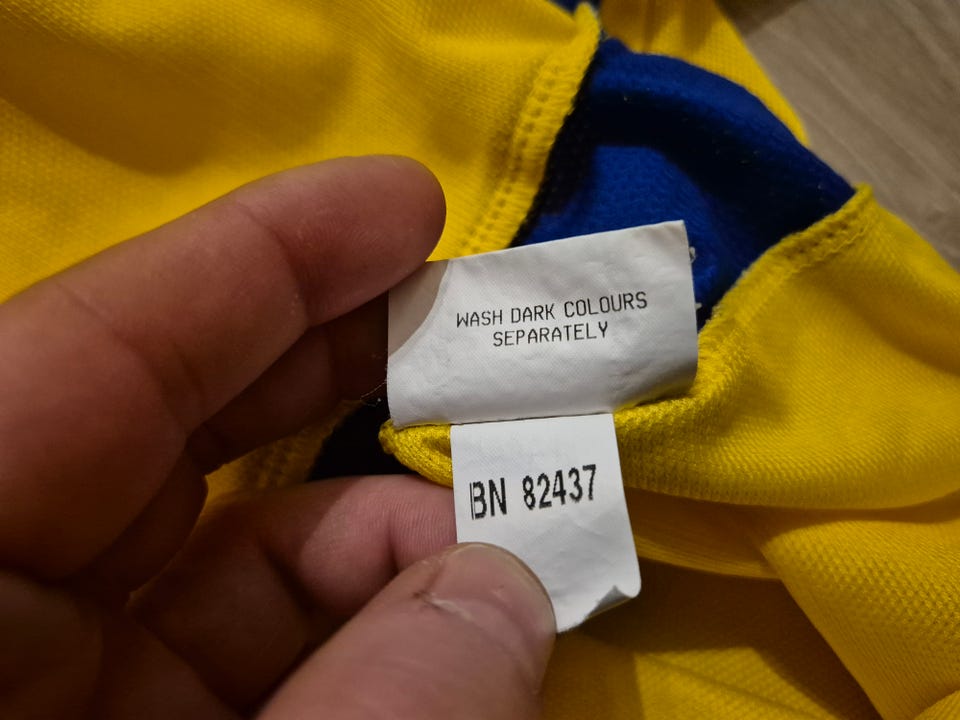 WASH DARK COLOURS
SEPARATELY
BN 82437